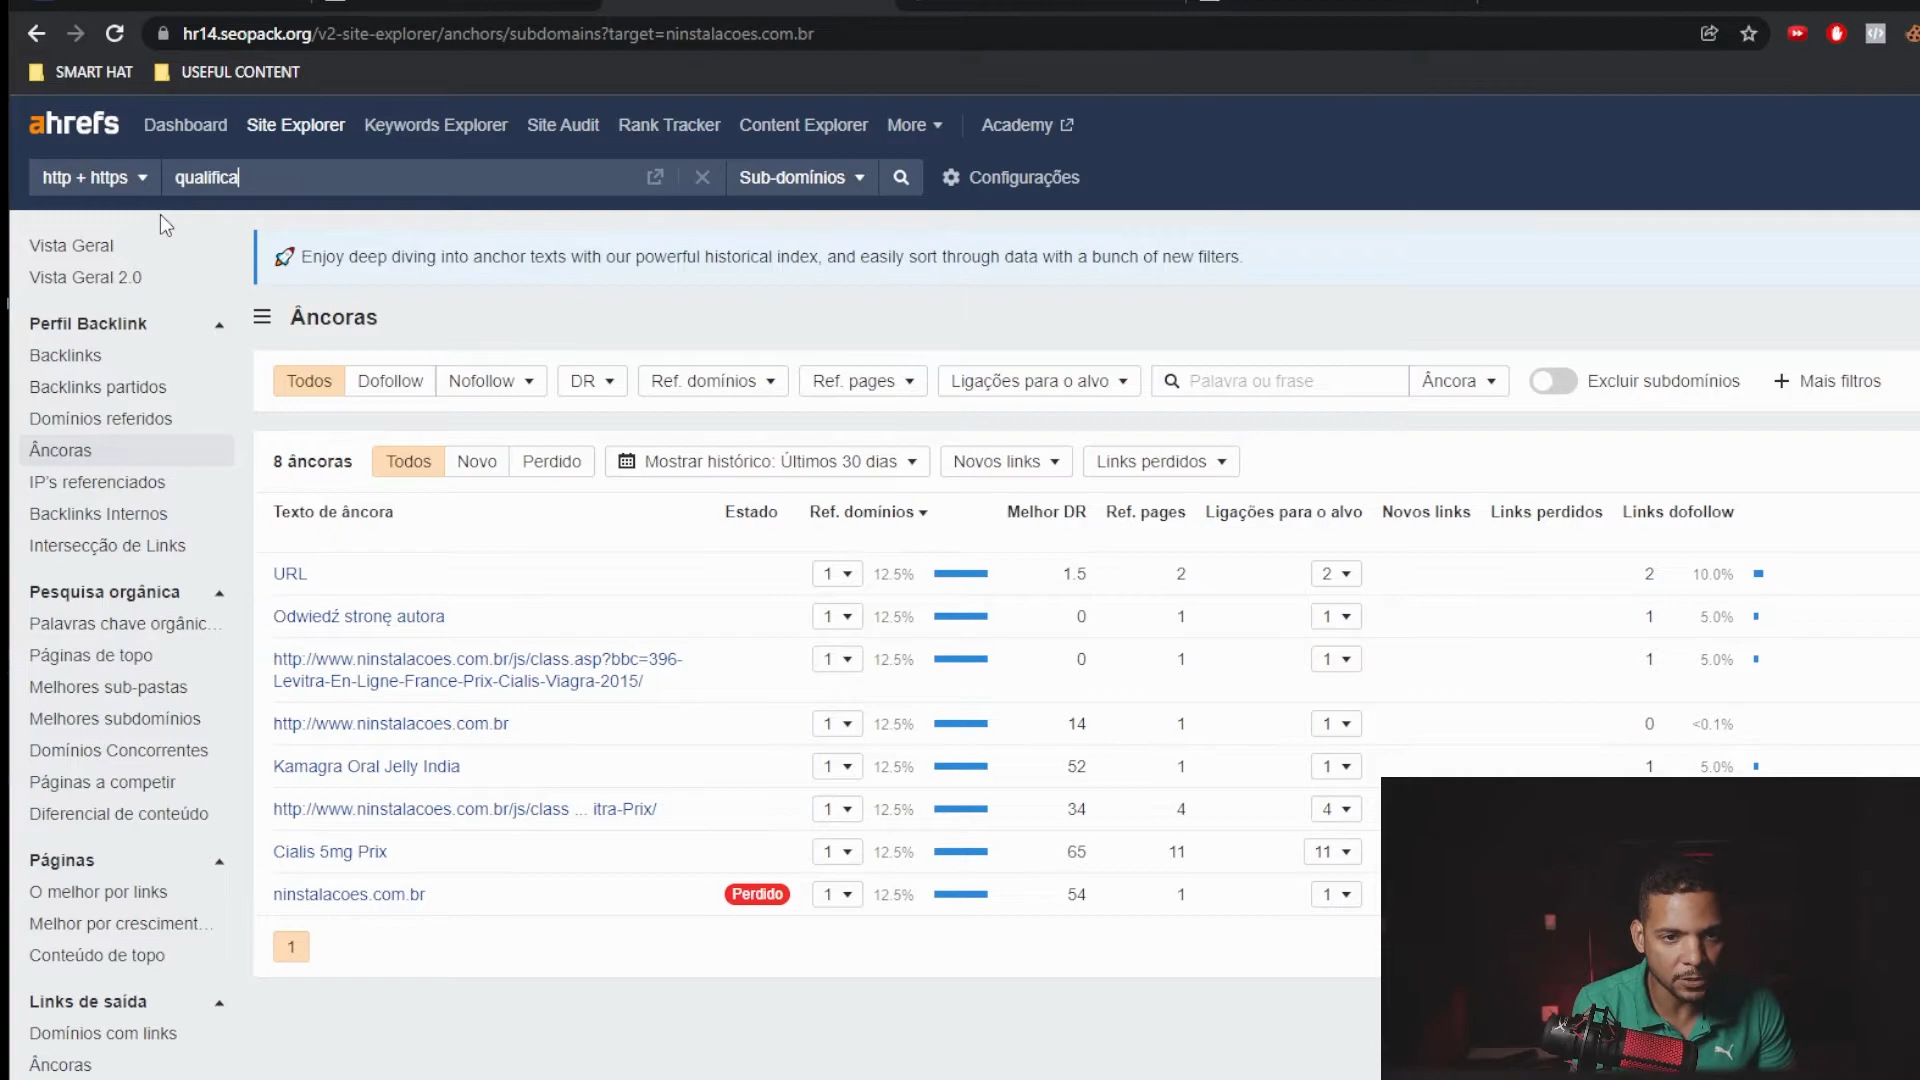 hr14.seopack.org/v2-site-explorer/anchors/subdomains?target=ninstalacoes.com.br
SMART HAT USEFUL CONTENT
ahrefs Dashboard Site Explorer Keywords Explorer Site Audit Rank Tracker Content Explorer More Academy
http + https qualifica Sub-domínios Configurações
Vista Geral
Vista Geral 2.0
Perfil Backlink
Backlinks
Backlinks partidos
Domínios referidos
Âncoras
IP's referenciados
Backlinks Internos
Intersecção de Links
Pesquisa orgânica
Palavras chave orgânic...
Páginas de topo
Melhores sub-pastas
Melhores subdomínios
Domínios Concorrentes
Páginas a competir
Diferencial de conteúdo
Páginas
O melhor por links
Melhor por cresciment...
Conteúdo de topo
Links de saída
Domínios com links
Âncoras
Enjoy deep diving into anchor texts with our powerful historical index, and easily sort through data with a bunch of new filters.
Âncoras
Todos Dofollow Nofollow DR Ref. domínios Ref. pages Ligações para o alvo Palavra ou frase Âncora Excluir subdomínios + Mais filtros
8 âncoras Todos Novo Perdido Mostrar histórico: Últimos 30 dias Novos links Links perdidos
Texto de âncora Estado Ref. domínios Melhor DR Ref. pages Ligações para o alvo Novos links Links perdidos Links dofollow
URL 1 12.5% 1.5 2 2 2 10.0%
Odwiedź stronę autora 1 12.5% 0 1 1 1 5.0%
http://www.ninstalacoes.com.br/js/class.asp?bbc=396- 1 12.5% 0 1 1 1 5.0%
Levitra-En-Ligne-France-Prix-Cialis-Viagra-2015/
http://www.ninstalacoes.com.br 1 12.5% 14 1 1 0 <0.1%
Kamagra Oral Jelly India 1 12.5% 52 1 1 1 5.0%
http://www.ninstalacoes.com.br/js/class ... itra-Prix/ 1 12.5% 34 4 4
Cialis 5mg Prix 1 12.5% 65 11 11
ninstalacoes.com.br Perdido 1 12.5% 54 1 1
1